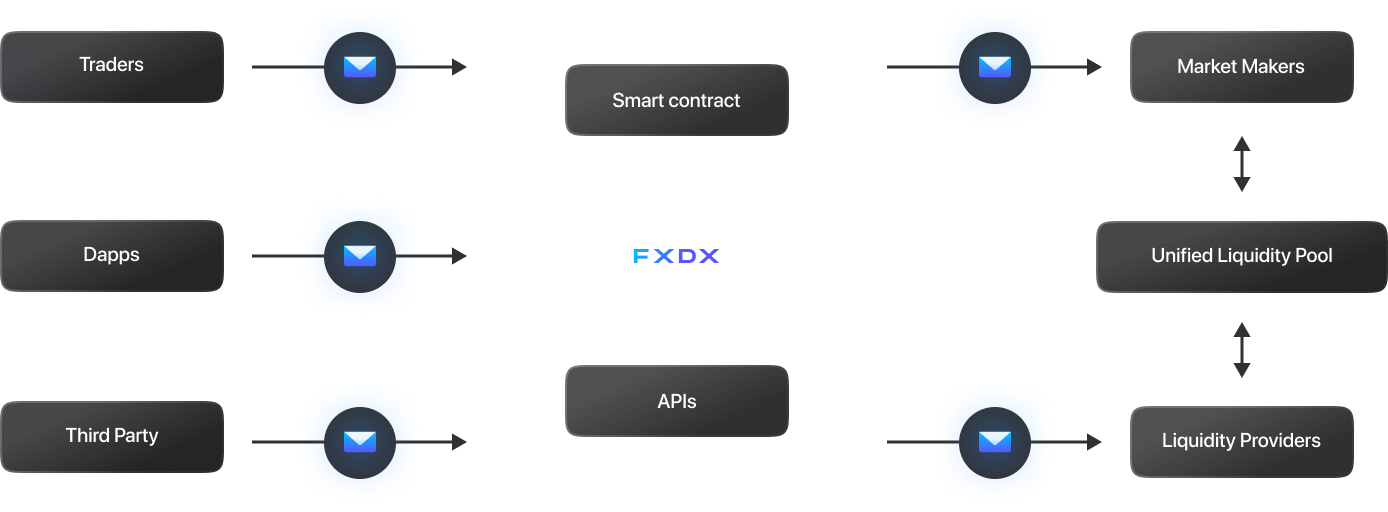 Traders
Smart contract
Market Makers
Dapps
FXDX
Unified Liquidity Pool
Third Party
APIs
Liquidity Providers